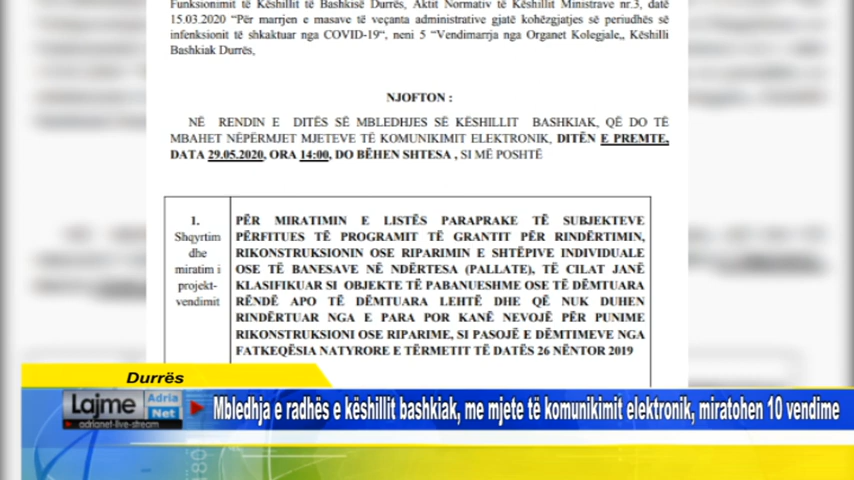 Funksionimit të Këshillit të Bashkisë Durrës, Aktit Normativ të Këshillit Ministrave nr.3, datë
15.03.2020 “Për marrjen e masave të veçanta administrative gjatë kohëzgjatjes së periudhës së
infenksionit të shkaktuar nga COVID-19“, neni 5 “Vendimarrja nga Organet Kolegjale„, Këshilli
Bashkiak Durrës,
NJOFTON :
NË RENDIN E DITËS SË MBLEDHJES SË KËSHILLIT BASHKIAK, QË DO TË
MBAHET NËPËRMJET MJETEVE TË KOMUNIKIMIT ELEKTRONIK, DITËN E PREMTE,
DATA 29.05.2020, ORA 14:00, DO BËHEN SHTESA , SI MË POSHTË
1.
Shqyrtim
dhe
miratim i
projekt-
vendimit
PËR MIRATIMIN E LISTËS PARAPRAKE TË SUBJEKTEVE
PËRFITUES TË PROGRAMIT TË GRANTIT PËR RINDËRTIMIN,
RIKONSTRUKSIONIN OSE RIPARIMIN E SHTËPIVE INDIVIDUALE
OSE TË BANESAVE NË NDËRTESA (PALLATE), TË CILAT JANË
KLASIFIKUAR SI OBJEKTE TË PABANUESHME OSE TË DËMTUARA
RËNDË APO TË DËMTUARA LEHTË DHE QË NUK DUHEN
RINDËRTUAR NGA E PARA POR KANË NEVOJË PËR PUNIME
RIKONSTRUKSIONI OSE RIPARIME, SI PASOJË E DËMTIMEVE NGA
FATKEQËSIA NATYRORE E TËRMETIT TË DATËS 26 NËNTOR 2019
Durrës
Lajme Adria Net
adrianet-live-stream
Mbledhja e radhës e këshillit bashkiak, me mjete të komunikimit elektronik, miratohen 10 vendime